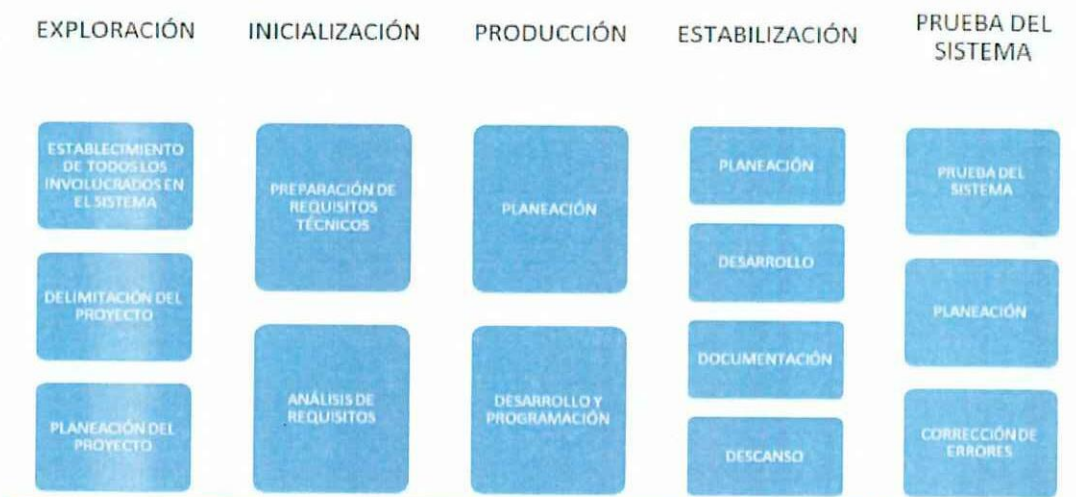 EXPLORACIÓN
ESTABLECIMIENTO
DE TODOS LOS
INVOLUCRADOS EN
EL SISTEMA
DELIMITACIÓN DEL
PROYECTO
PLANEACIÓN DEL
PROYECTO
INICIALIZACIÓN
PREPARACIÓN DE
REQUISITOS
TÉCNICOS
ANÁLISIS DE
REQUISITOS
PRODUCCIÓN
PLANEACIÓN
DESARROLLO Y
PROGRAMACIÓN
ESTABILIZACIÓN
PLANEACIÓN
DESARROLLO
DOCUMENTACIÓN
DESCANSO
PRUEBA DEL
SISTEMA
PRUEBA DEL
SISTEMA
PLANEACIÓN
CORRECCIÓN DE
ERRORES